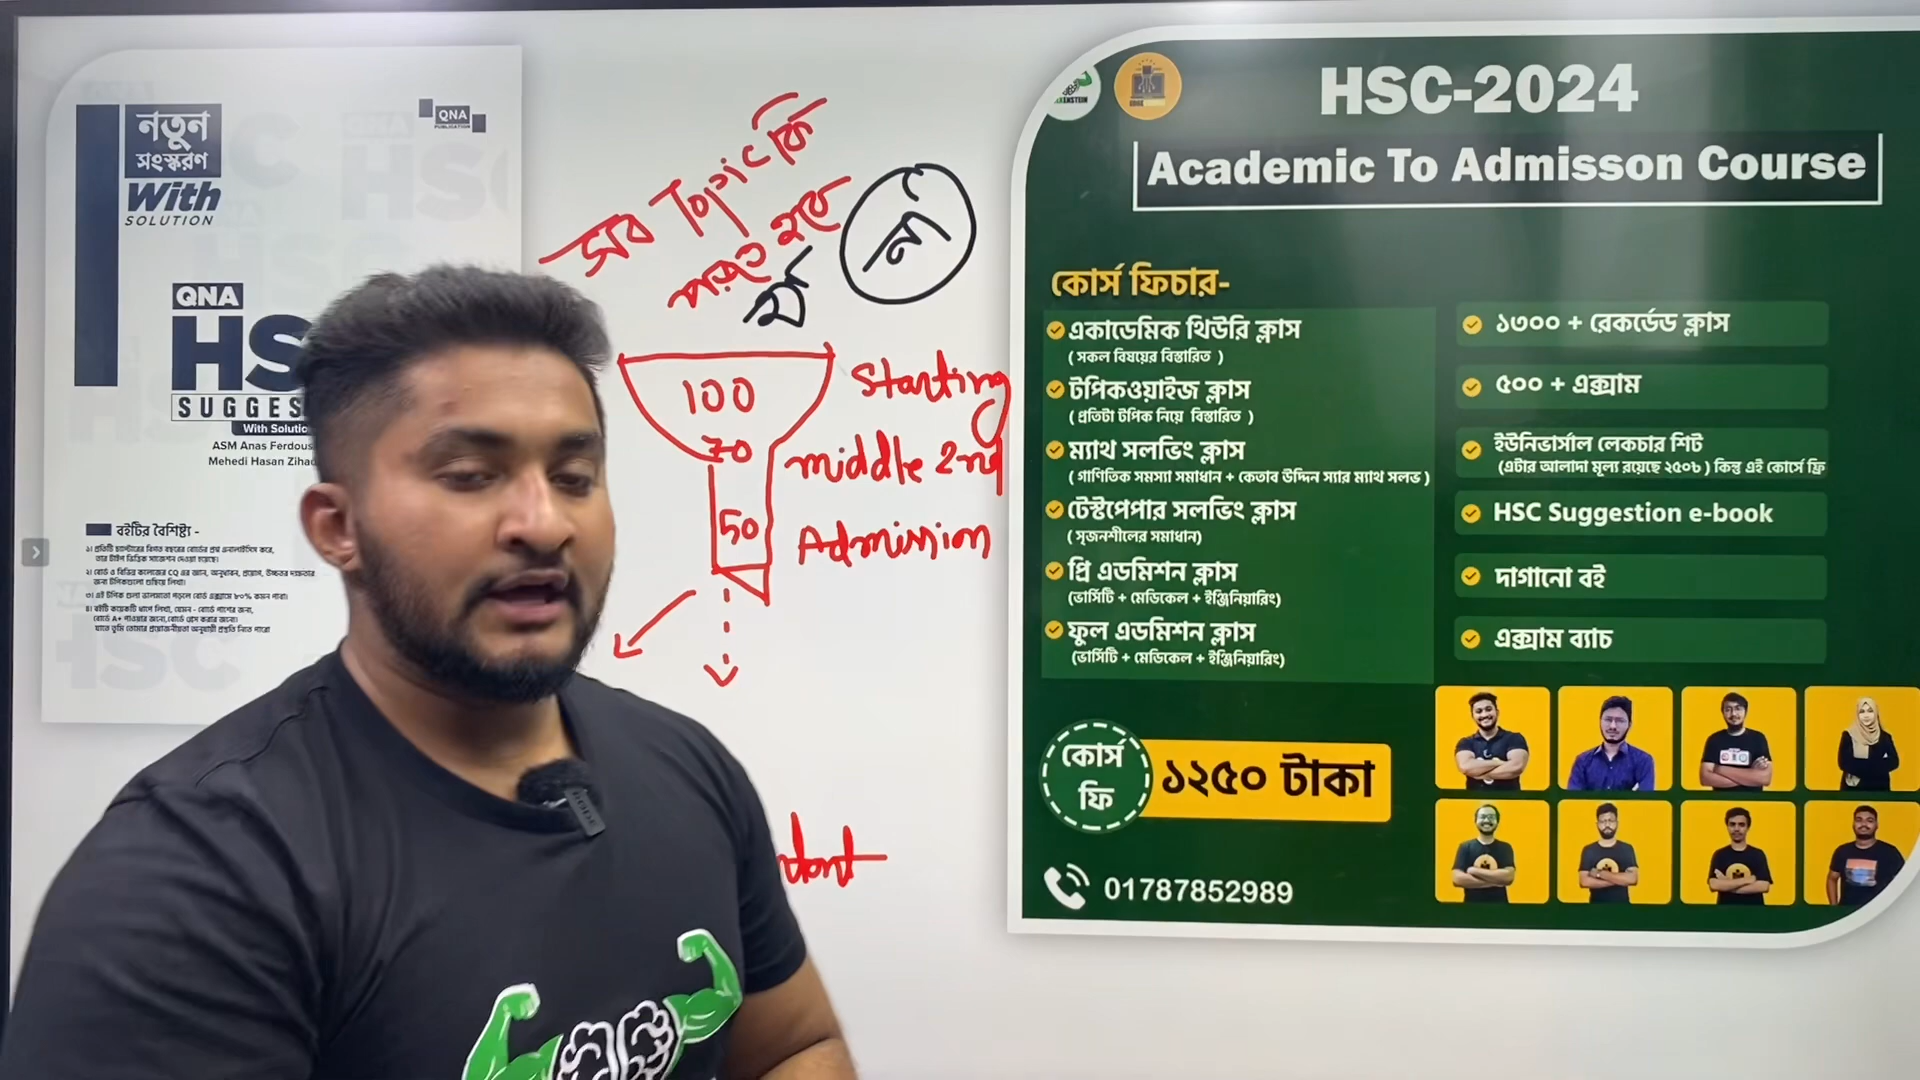 নতুন
সংস্করণ
With
SOLUTION
QNA
PUBLICATION
QNA
HS
SUGGES
With Solutio
ASM Anas Ferdous
Mehedi Hasan Zihad
বইটির বৈশিষ্ট্য -
সব Topic কি
পড়তে হবে
হ্যাঁ
না
100
Starting
70
middle 2nd
50
Admission
dont
HSC-2024
Academic To Admisson Course
কোর্স ফিচার-
একাডেমিক থিউরি ক্লাস
( সকল বিষয়ের বিস্তারিত )
টপিকওয়াইজ ক্লাস
( প্রতিটা টপিক নিয়ে বিস্তারিত )
ম্যাথ সলভিং ক্লাস
( গাণিতিক সমস্যা সমাধান + কেতাব উদ্দিন স্যার ম্যাথ সলভ )
টেস্টপেপার সলভিং ক্লাস
(সৃজনশীলের সমাধান)
প্রি এডমিশন ক্লাস
(ভার্সিটি + মেডিকেল + ইঞ্জিনিয়ারিং)
ফুল এডমিশন ক্লাস
(ভার্সিটি + মেডিকেল + ইঞ্জিনিয়ারিং)
১৩০০ + রেকর্ডেড ক্লাস
৫০০ + এক্সাম
ইউনিভার্সাল লেকচার শিট
(এটার আলাদা মূল্য রয়েছে ২৫০৳ ) কিন্তু এই কোর্সে ফ্রি
HSC Suggestion e-book
দাগানো বই
এক্সাম ব্যাচ
কোর্স
ফি
১২৫০ টাকা
01787852989